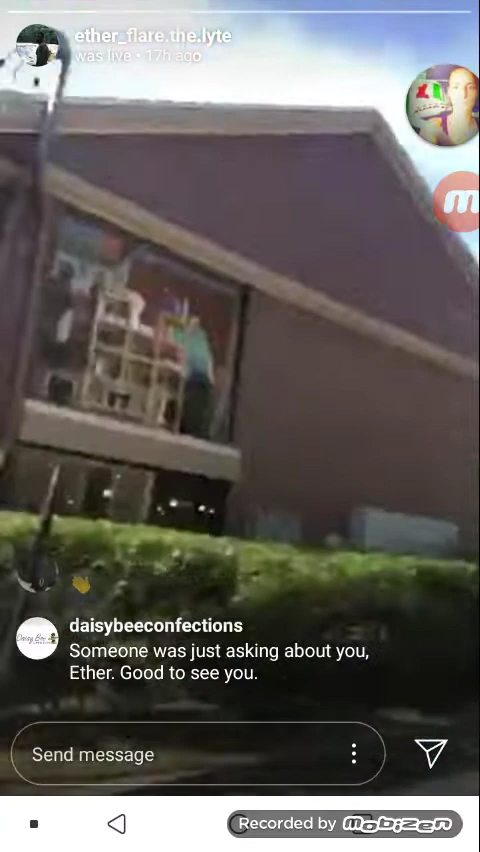 ether_flare.the.lyte
was live • 17h ago
daisybeeconfections
Someone was just asking about you,
Ether. Good to see you.
Send message
Recorded by mobizen